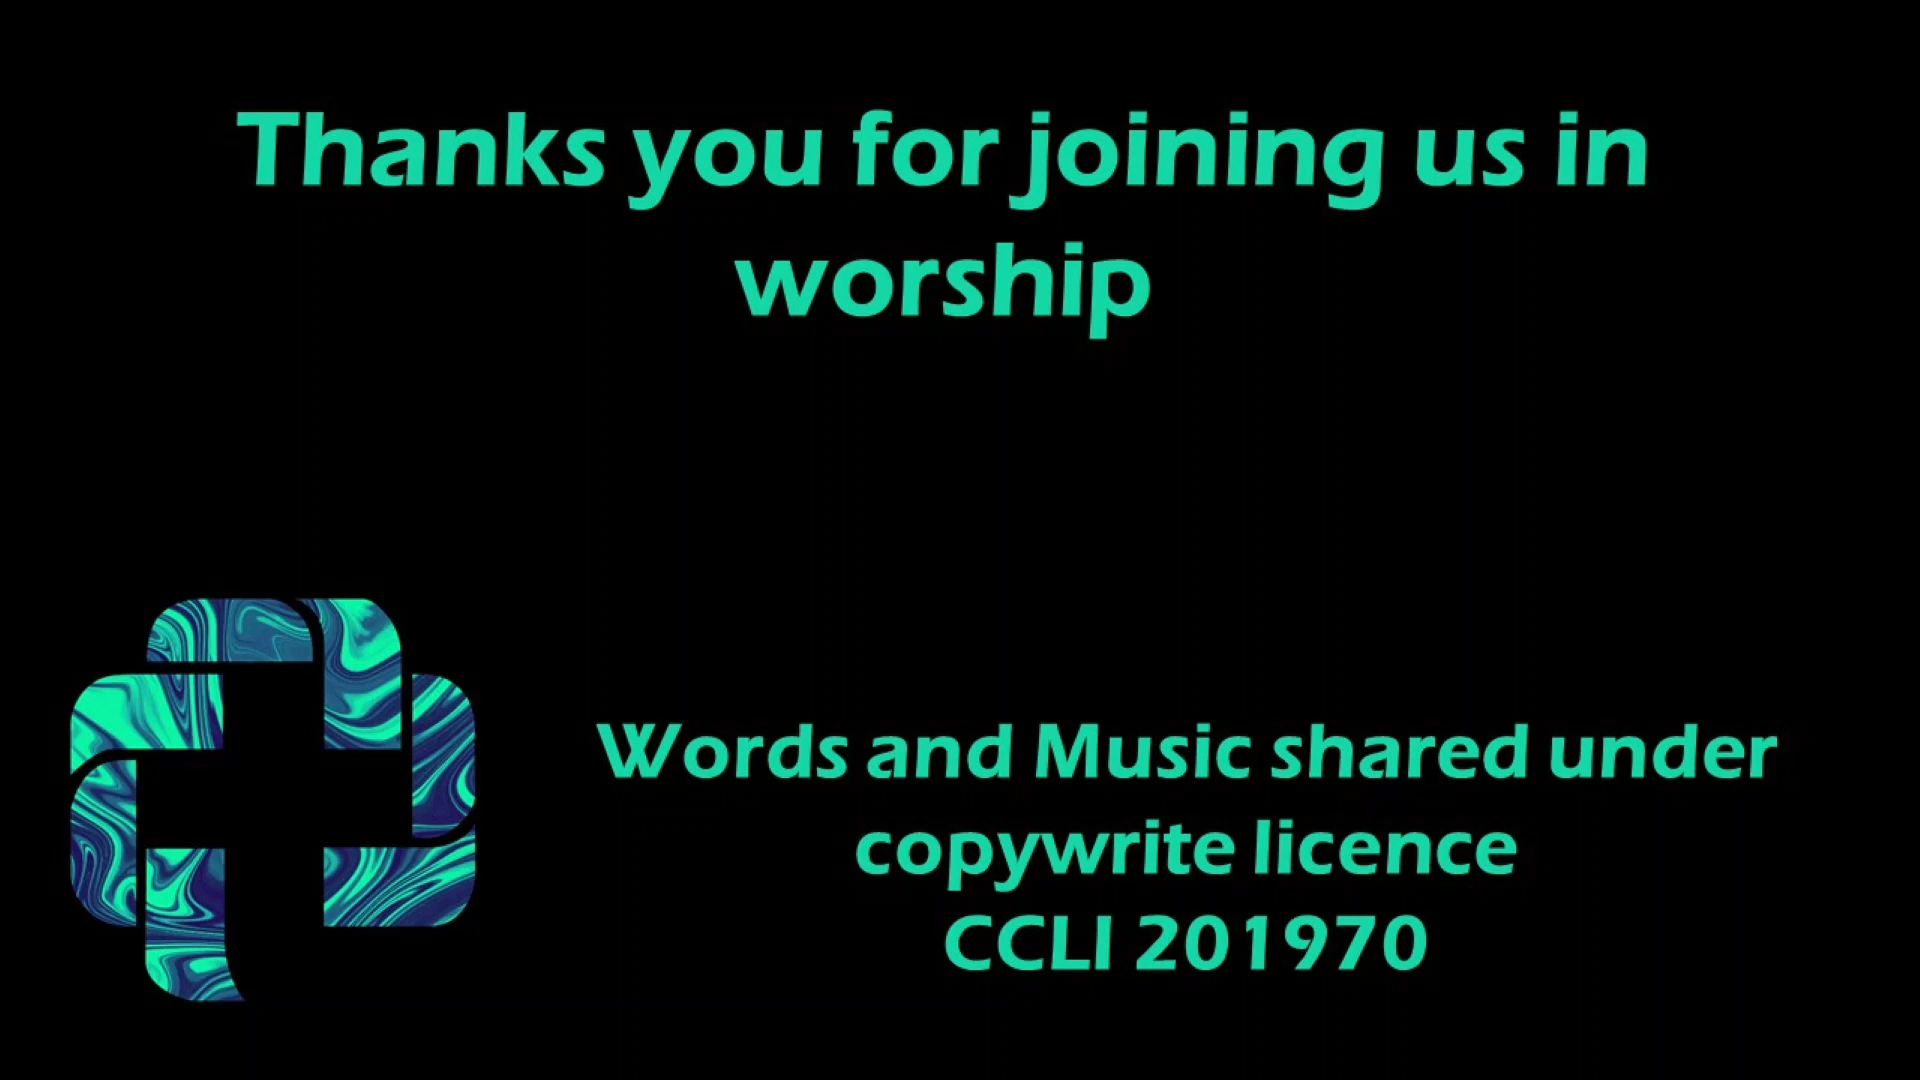 Thanks you for joining us in
worship
Words and Music shared under
copywrite licence
CCLI 201970